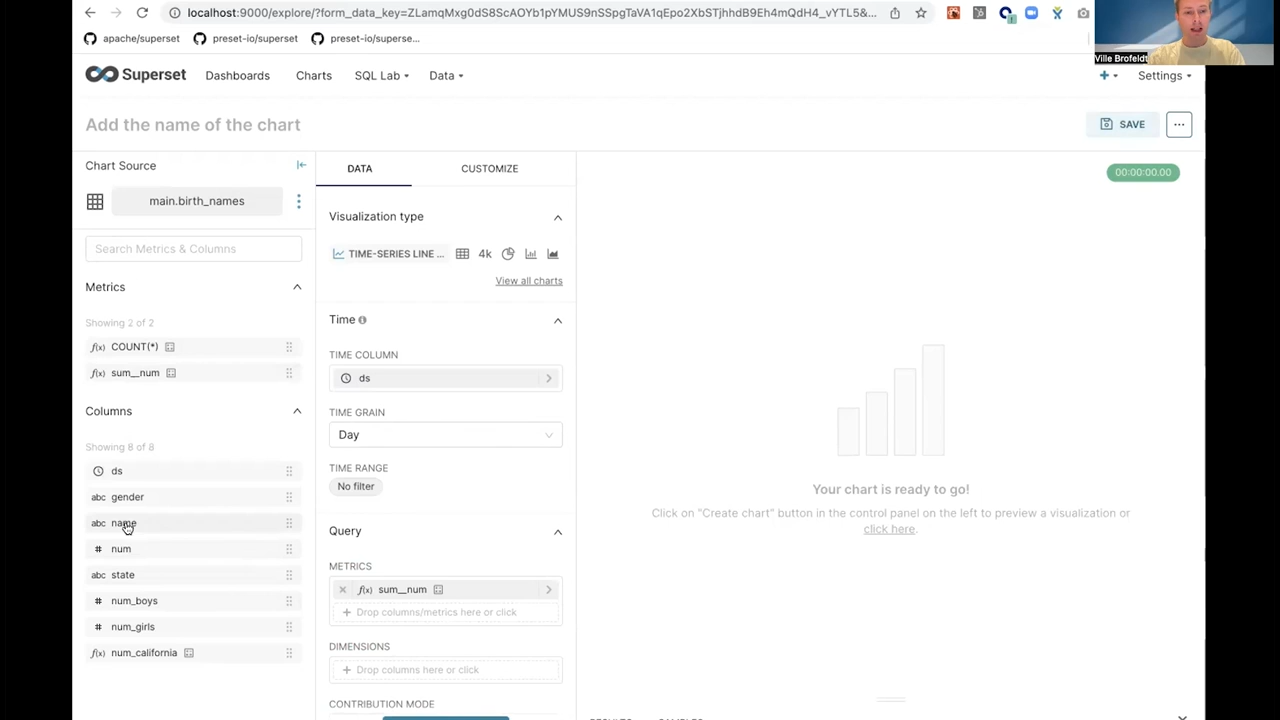 localhost:9000/explore/?form_data_key=ZLamqMxg0dS8ScAOYb1pYMUS9nSSpgTaVA1qEpo2XbSTjhhdB9Eh4mQdH4_vYTL5&...
apache/superset preset-io/superset preset-io/superse...
Ville Brofeldt
Superset Dashboards Charts SQL Lab Data + Settings
Add the name of the chart
SAVE ...
Chart Source
main.birth_names
Search Metrics & Columns
Metrics
Showing 2 of 2
f(x) COUNT(*)
f(x) sum__num
Columns
Showing 8 of 8
ds
abc gender
abc name
# num
abc state
# num_boys
# num_girls
f(x) num_california
DATA CUSTOMIZE
Visualization type
TIME-SERIES LINE ... 4k
View all charts
Time
TIME COLUMN
ds
TIME GRAIN
Day
TIME RANGE
No filter
Query
METRICS
f(x) sum__num
+ Drop columns/metrics here or click
DIMENSIONS
+ Drop columns here or click
CONTRIBUTION MODE
00:00:00.00
Your chart is ready to go!
Click on "Create chart" button in the control panel on the left to preview a visualization or
click here.